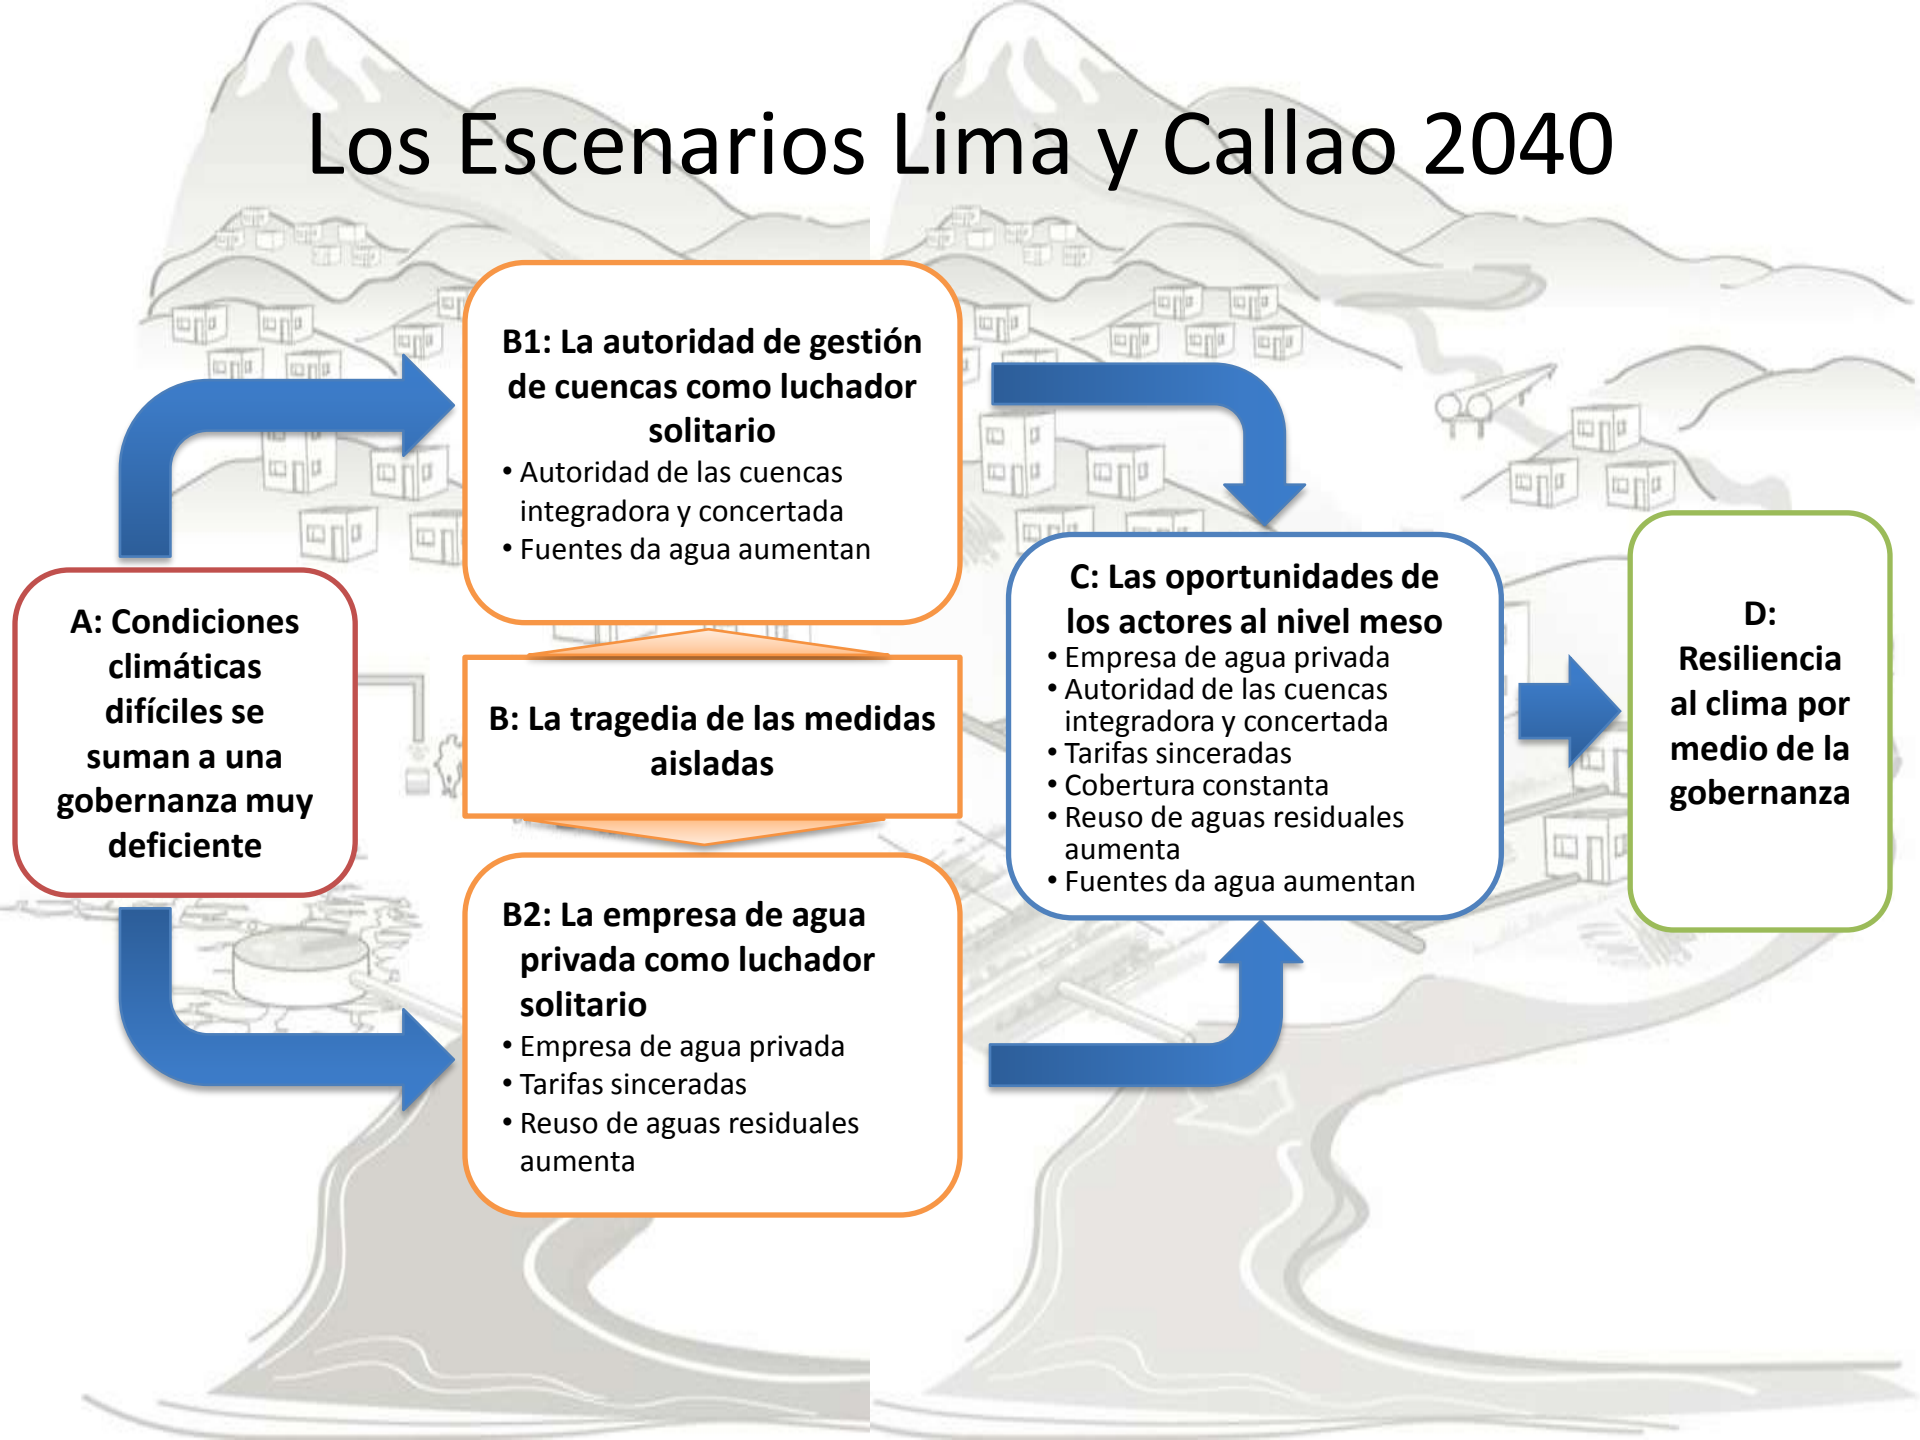 Los Escenarios Lima y Callao 2040
B1: La autoridad de gestión
de cuencas como luchador
solitario
• Autoridad de las cuencas
integradora y concertada
• Fuentes da agua aumentan
A: Condiciones
climáticas
difíciles se
suman a una
gobernanza muy
deficiente
B: La tragedia de las medidas
aisladas
B2: La empresa de agua
privada como luchador
solitario
• Empresa de agua privada
• Tarifas sinceradas
• Reuso de aguas residuales
aumenta
C: Las oportunidades de
los actores al nivel meso
• Empresa de agua privada
• Autoridad de las cuencas
integradora y concertada
• Tarifas sinceradas
• Cobertura constanta
• Reuso de aguas residuales
aumenta
• Fuentes da agua aumentan
D:
Resiliencia
al clima por
medio de la
gobernanza